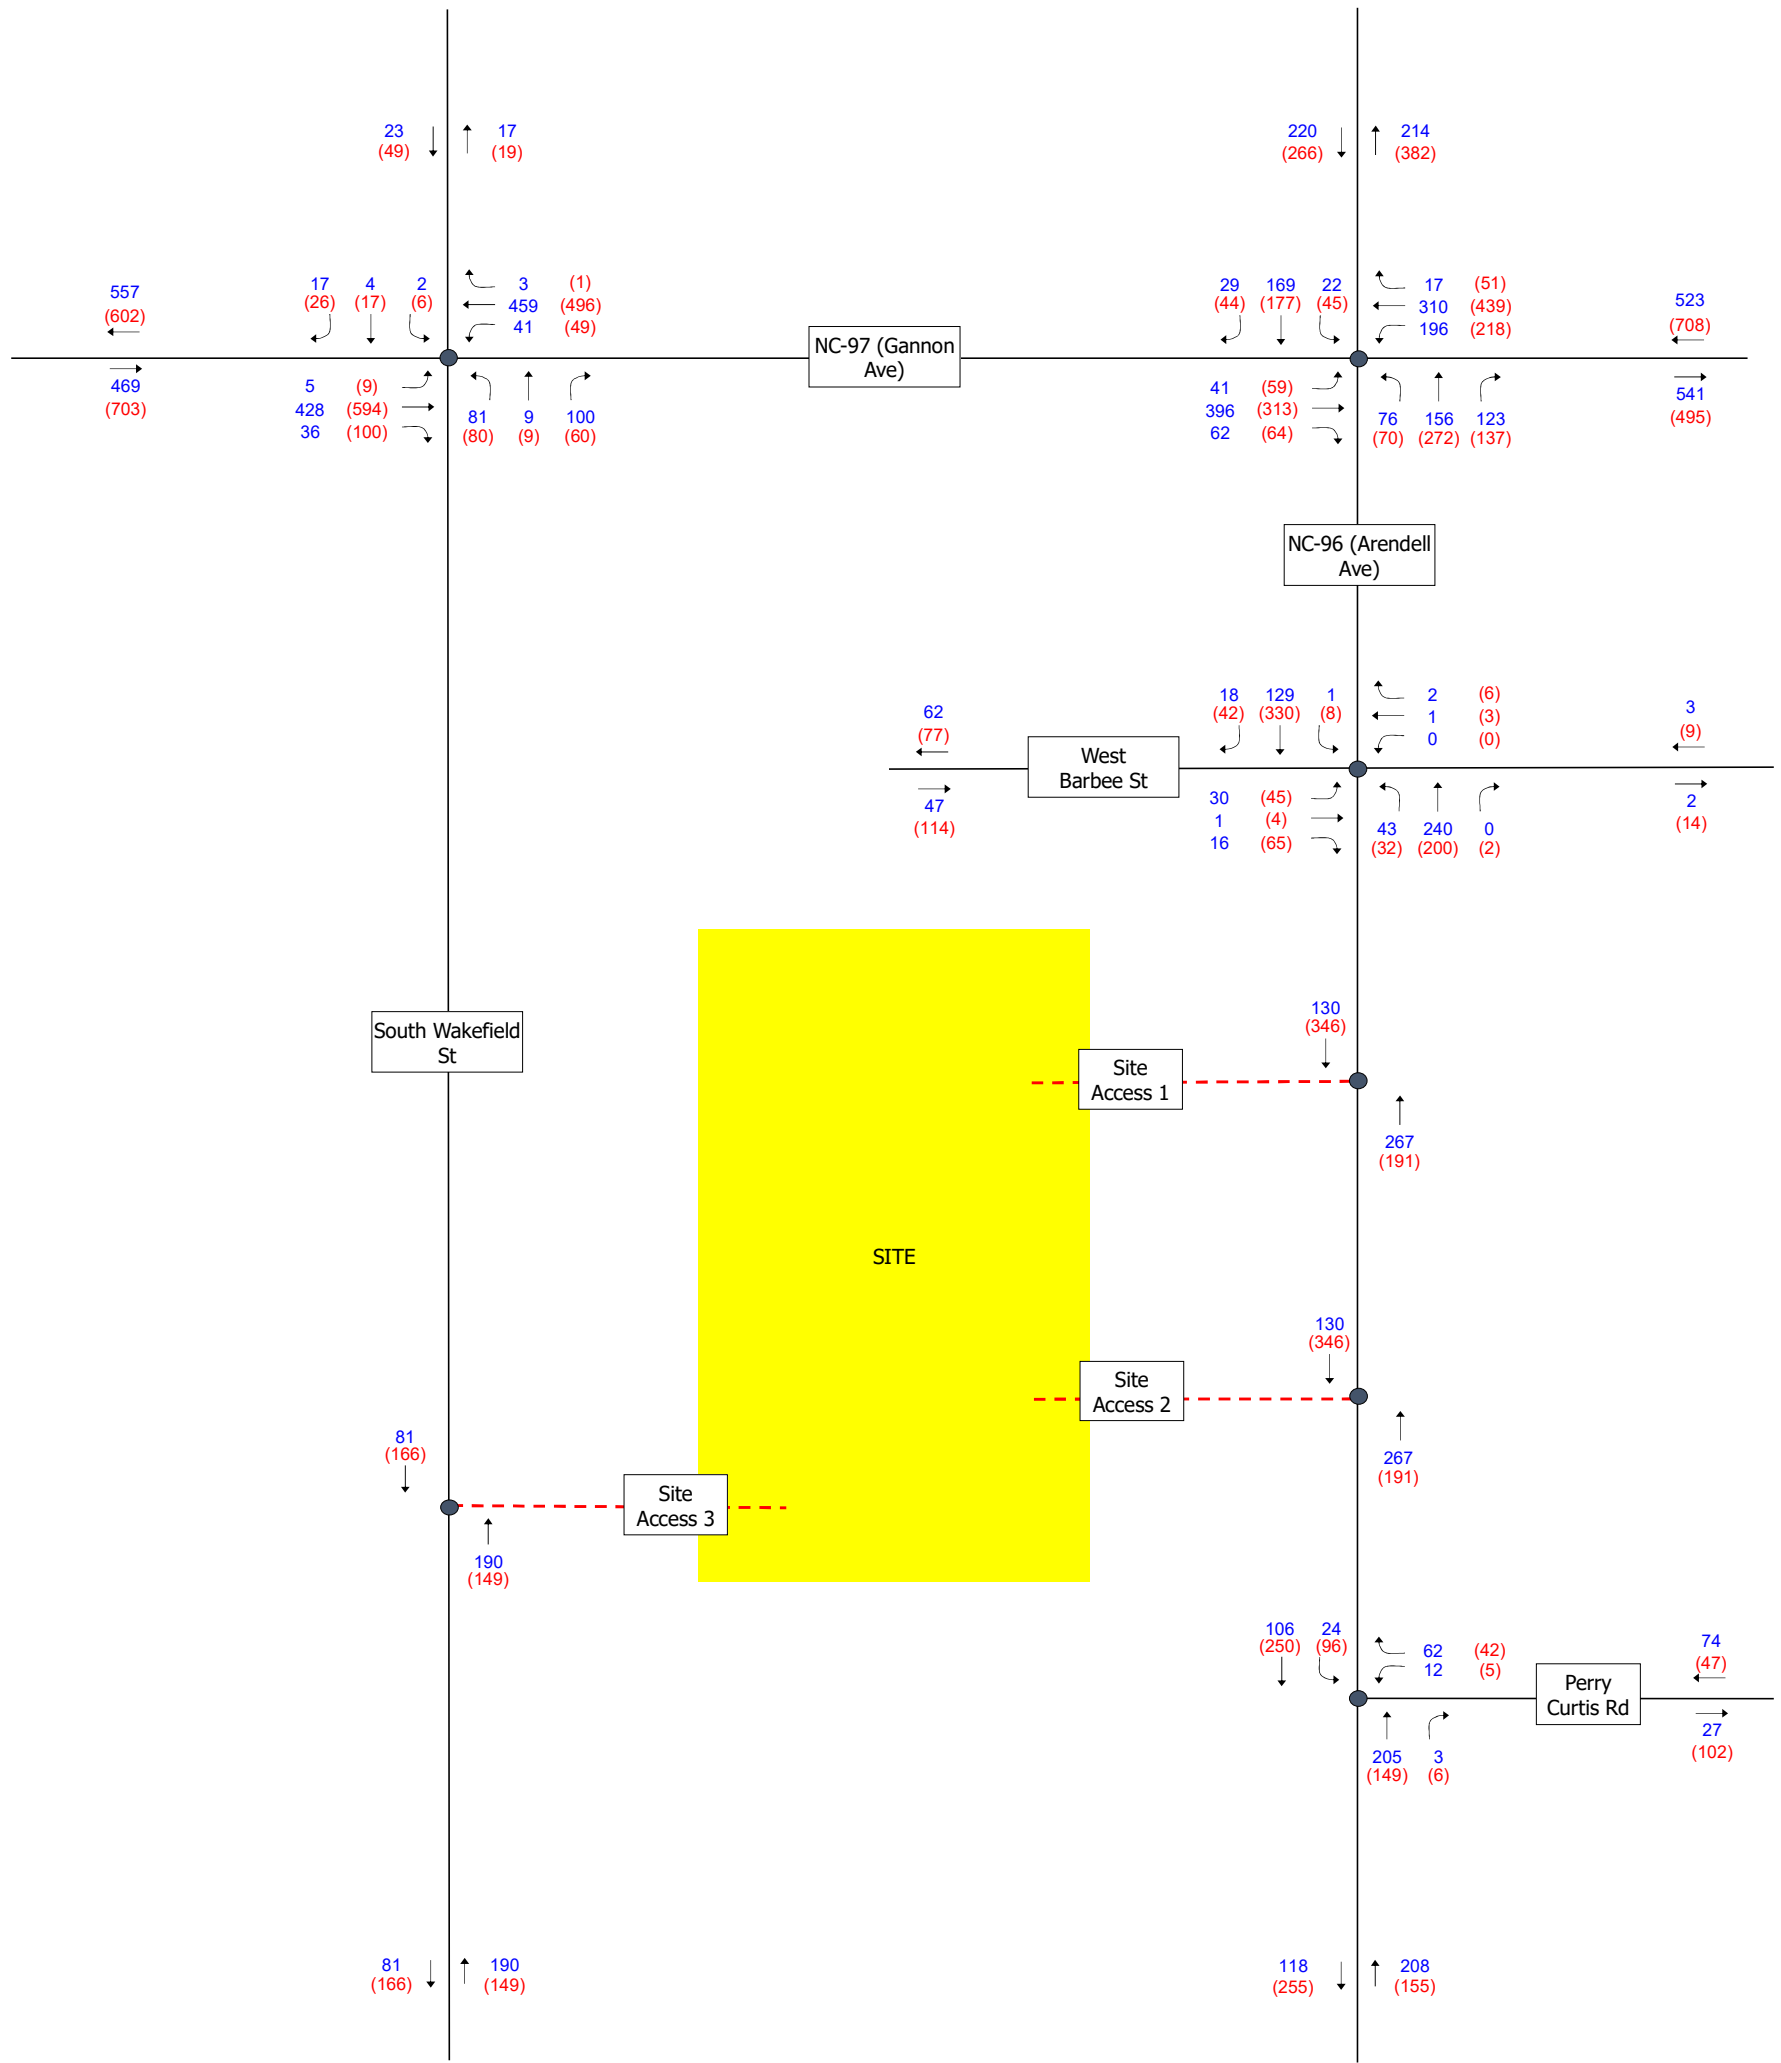 23 17 220 214
(49) (19) (266) (382)
17 4 2 3 (1) 29 169 22 17 (51)
557 (26) (17) (6) 459 (496) (44) (177) (45) 310 (439) 523
(602) 41 (49) 196 (218) (708)
NC-97 (Gannon
Ave)
469 5 (9) 41 (59) 541
(703) 428 (594) 81 9 100 396 (313) 76 156 123 (495)
36 (100) (80) (9) (60) 62 (64) (70) (272) (137)
NC-96 (Arendell
Ave)
18 129 1 2 (6)
62 (42) (330) (8) 1 (3) 3
(77) 0 (0) (9)
West
Barbee St
47 30 (45) 2
(114) 1 (4) 43 240 0 (14)
16 (65) (32) (200) (2)
130
(346)
South Wakefield
St
Site
Access 1
267
(191)
SITE
130
(346)
Site
Access 2
81
(166)
267
(191)
Site
Access 3
190
(149)
106 24 62 (42) 74
(250) (96) 12 (5) (47)
Perry
Curtis Rd
205 3 27
(149) (6) (102)
81 190 118 208
(166) (149) (255) (155)